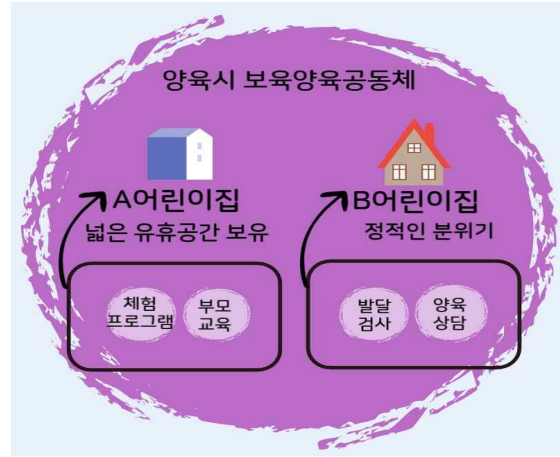 양육시 보육양육공동체
A어린이집
넓은 유휴공간 보유
체험
프로그램
부모
교육
B어린이집
정적인 분위기
발달
검사
양육
상담